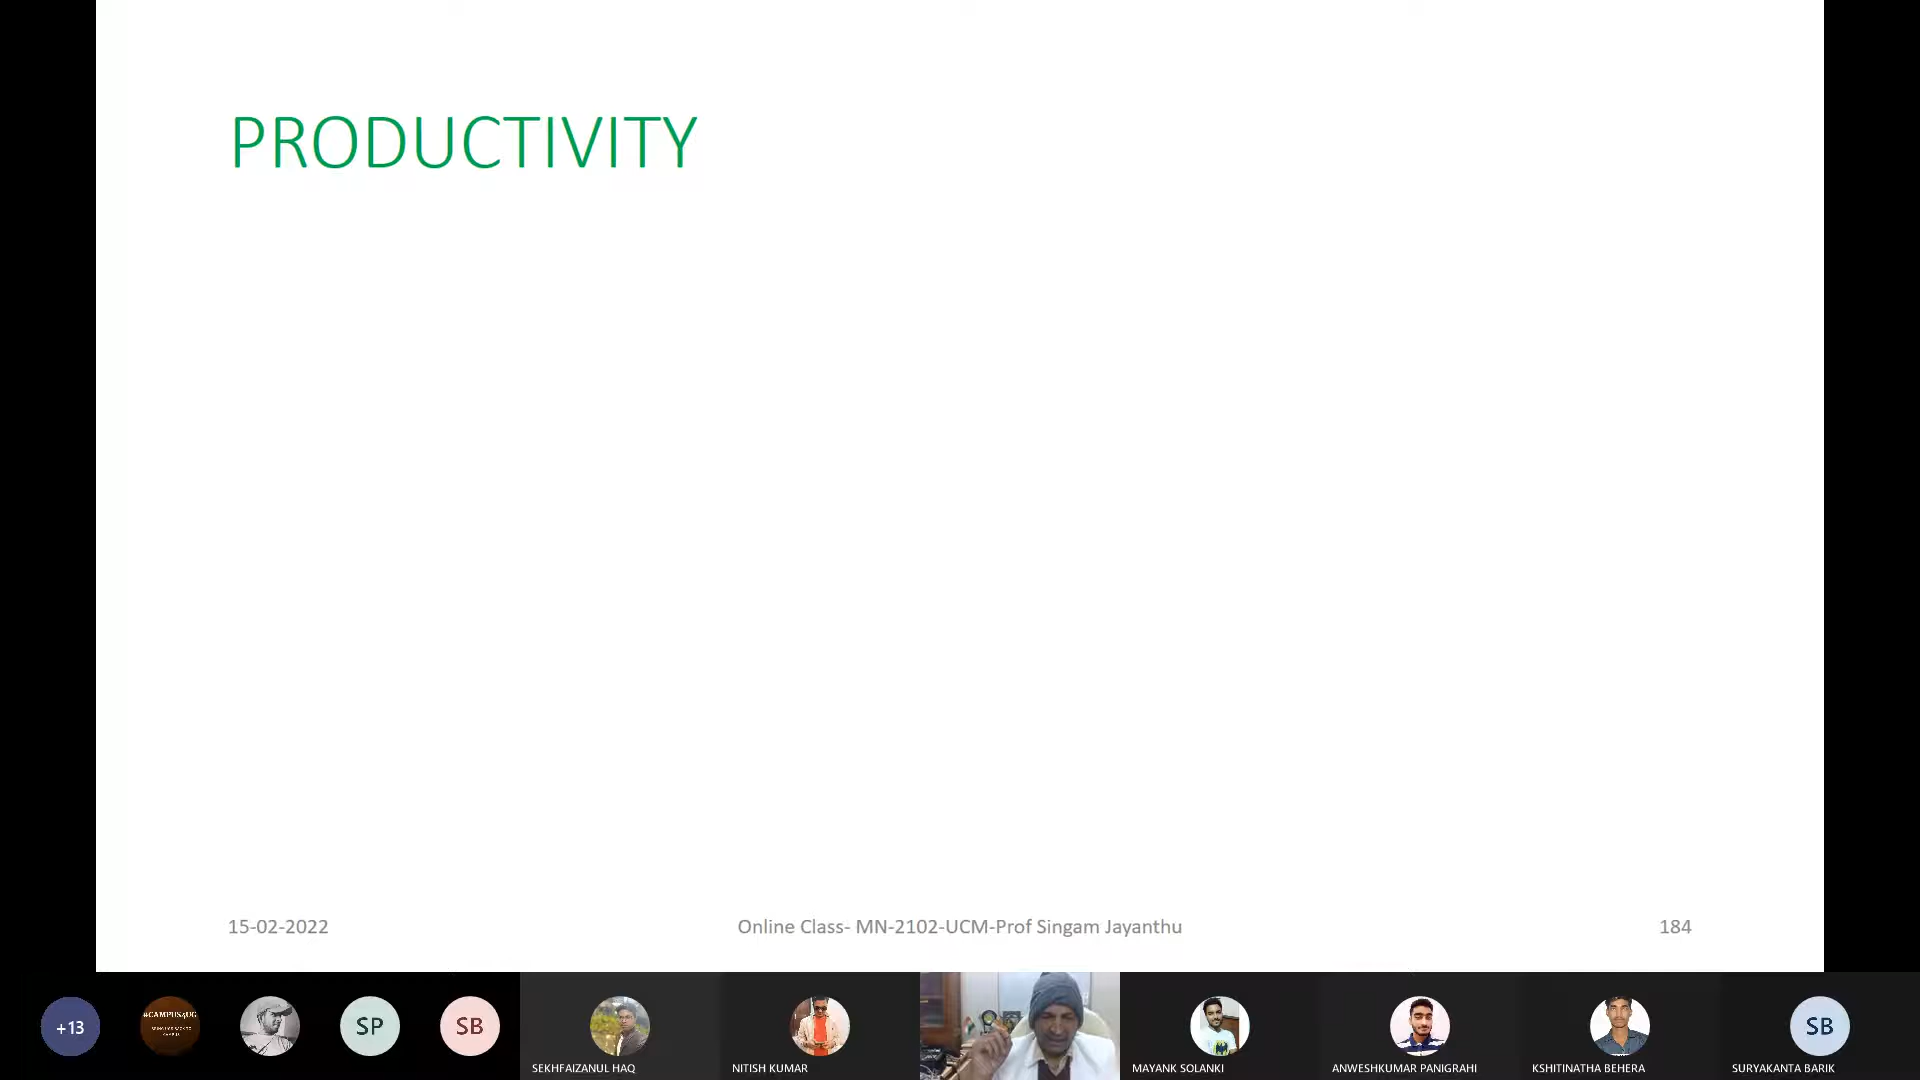 PRODUCTIVITY
15-02-2022
Online Class- MN-2102-UCM-Prof Singam Jayanthu
184
+13
#CAMPUS4UG
SP
SB
SEKHFAIZANUL HAQ
NITISH KUMAR
MAYANK SOLANKI
ANWESHKUMAR PANIGRAHI
KSHITINATHA BEHERA
SB
SURYAKANTA BARIK